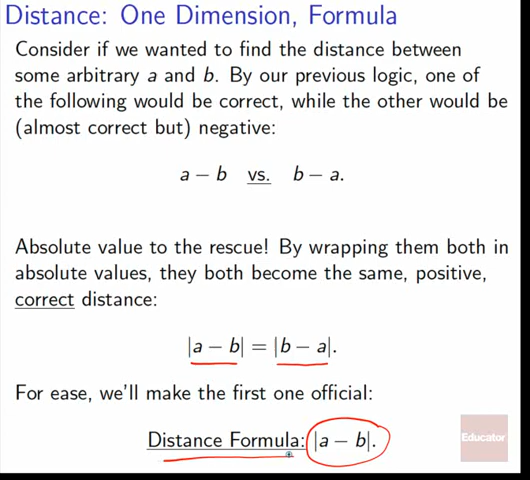 Distance: One Dimension, Formula
Consider if we wanted to find the distance between
some arbitrary a and b. By our previous logic, one of
the following would be correct, while the other would be
(almost correct but) negative:
a − b vs. b − a.
Absolute value to the rescue! By wrapping them both in
absolute values, they both become the same, positive,
correct distance:
|a − b| = |b − a|.
For ease, we'll make the first one official:
Distance Formula: |a − b|.
Educator